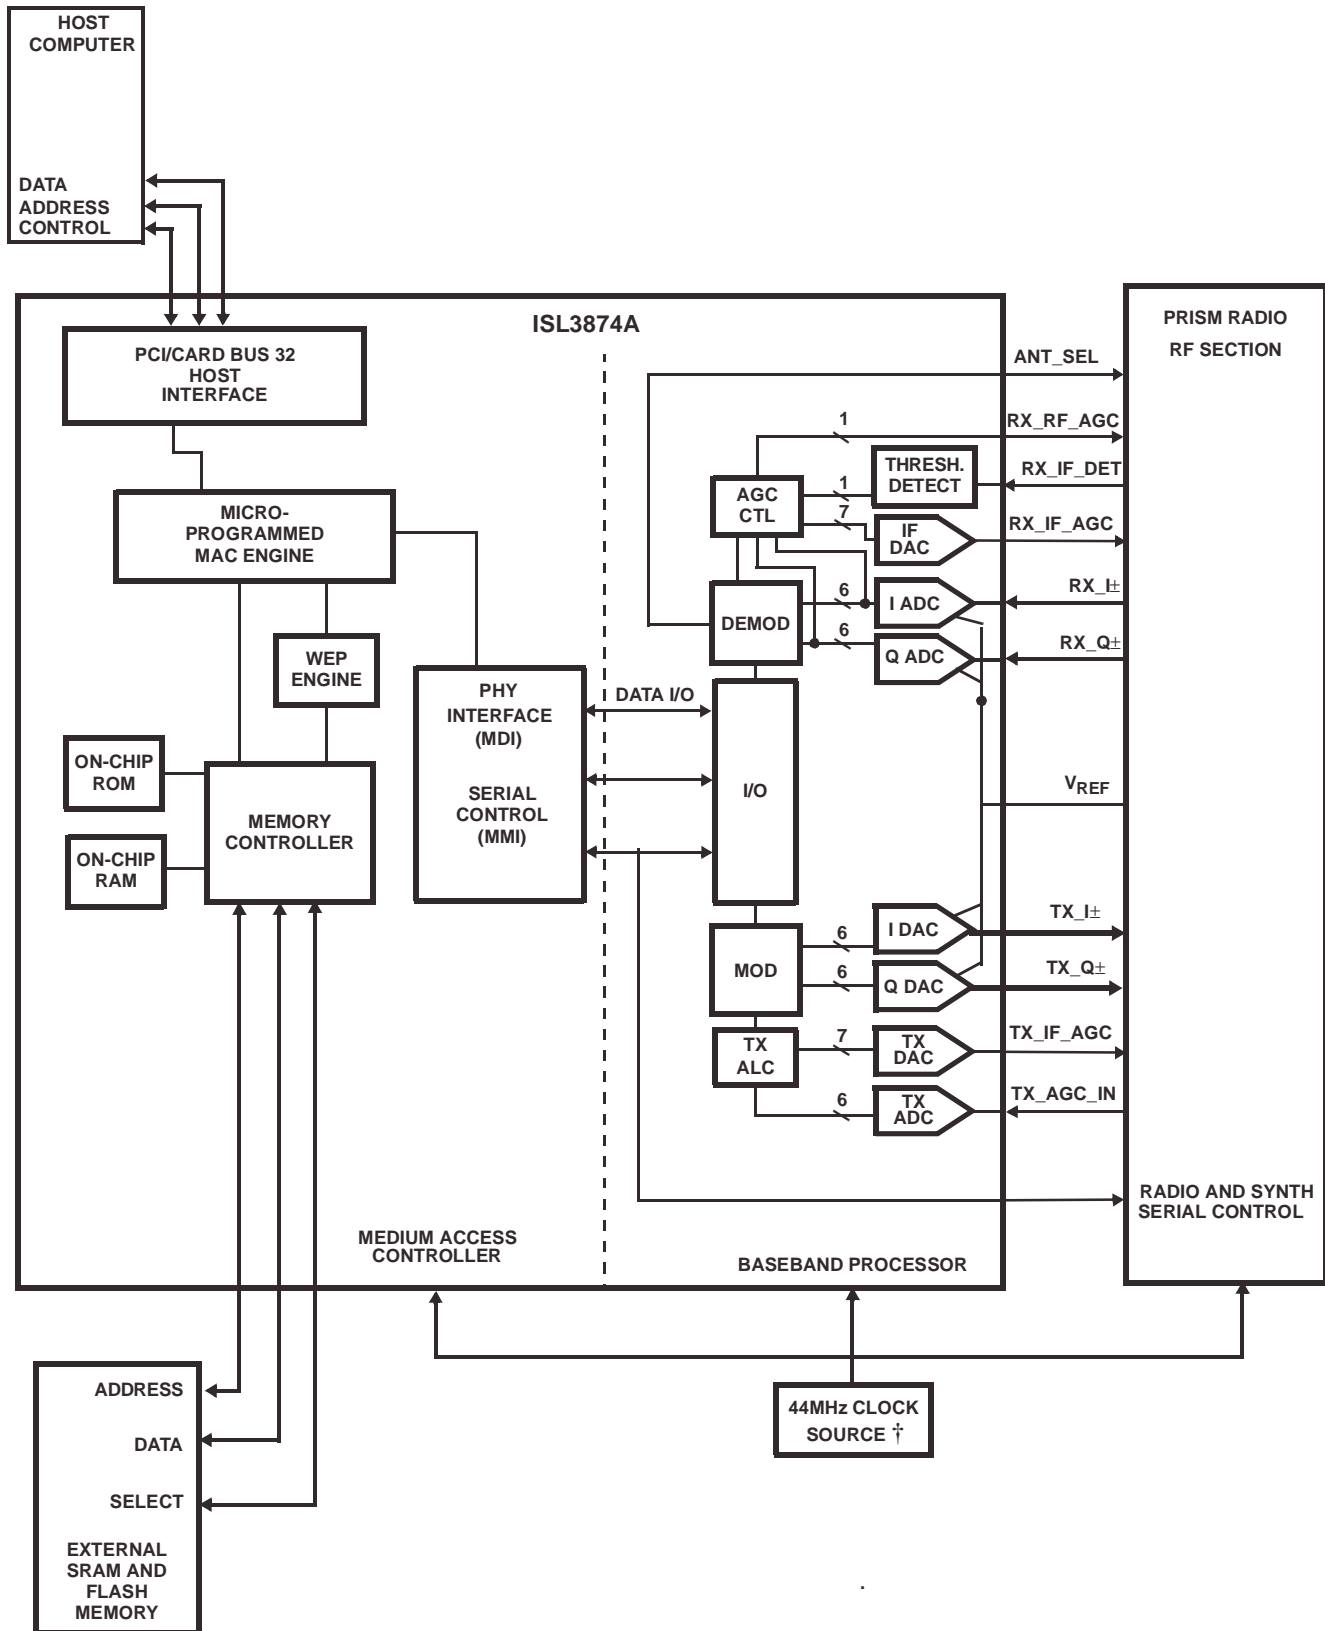 HOST
COMPUTER
DATA
ADDRESS
CONTROL
ISL3874A
PCI/CARD BUS 32
HOST
INTERFACE
MICRO-
PROGRAMMED
MAC ENGINE
WEP
ENGINE
ON-CHIP
ROM
ON-CHIP
RAM
MEMORY
CONTROLLER
PHY
INTERFACE
(MDI)
SERIAL
CONTROL
(MMI)
DATA I/O
MEDIUM ACCESS
CONTROLLER
AGC
CTL
1
1
7
THRESH.
DETECT
IF
DAC
DEMOD
6
I ADC
6
Q ADC
I/O
MOD
6
I DAC
6
Q DAC
TX
ALC
7
TX
DAC
6
TX
ADC
BASEBAND PROCESSOR
ANT_SEL
RX_RF_AGC
RX_IF_DET
RX_IF_AGC
RX_I±
RX_Q±
VREF
TX_I±
TX_Q±
TX_IF_AGC
TX_AGC_IN
PRISM RADIO
RF SECTION
RADIO AND SYNTH
SERIAL CONTROL
44MHz CLOCK
SOURCE †
ADDRESS
DATA
SELECT
EXTERNAL
SRAM AND
FLASH
MEMORY
.